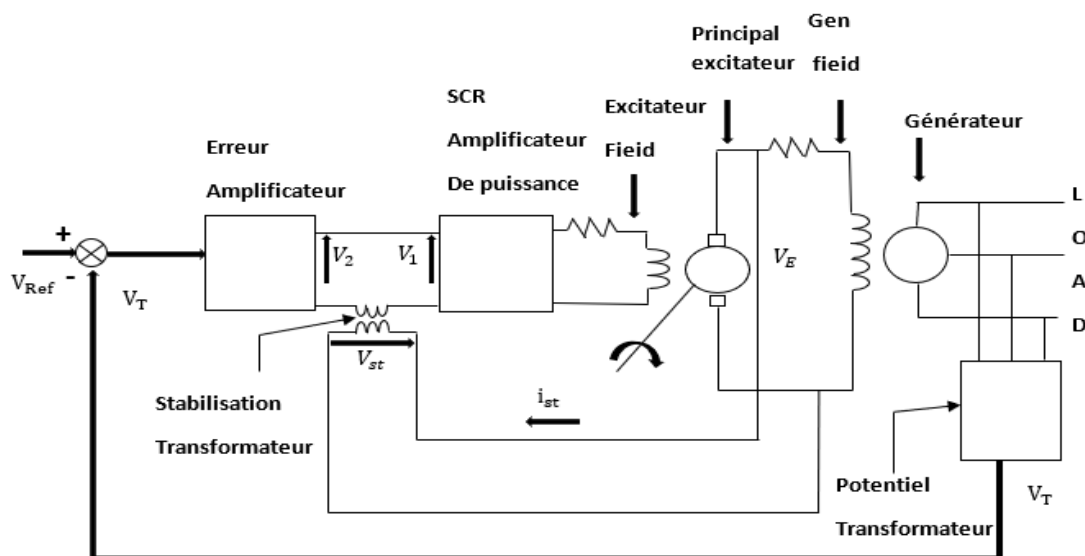 Gen
fieid
Principal
excitateur
SCR
Amplificateur
De puissance
Excitateur
Fieid
Générateur
Erreur
Amplificateur
L
O
A
D
+
-
V_Ref
V_T
V_2
V_1
V_E
V_st
i_st
Stabilisation
Transformateur
Potentiel
Transformateur
V_T